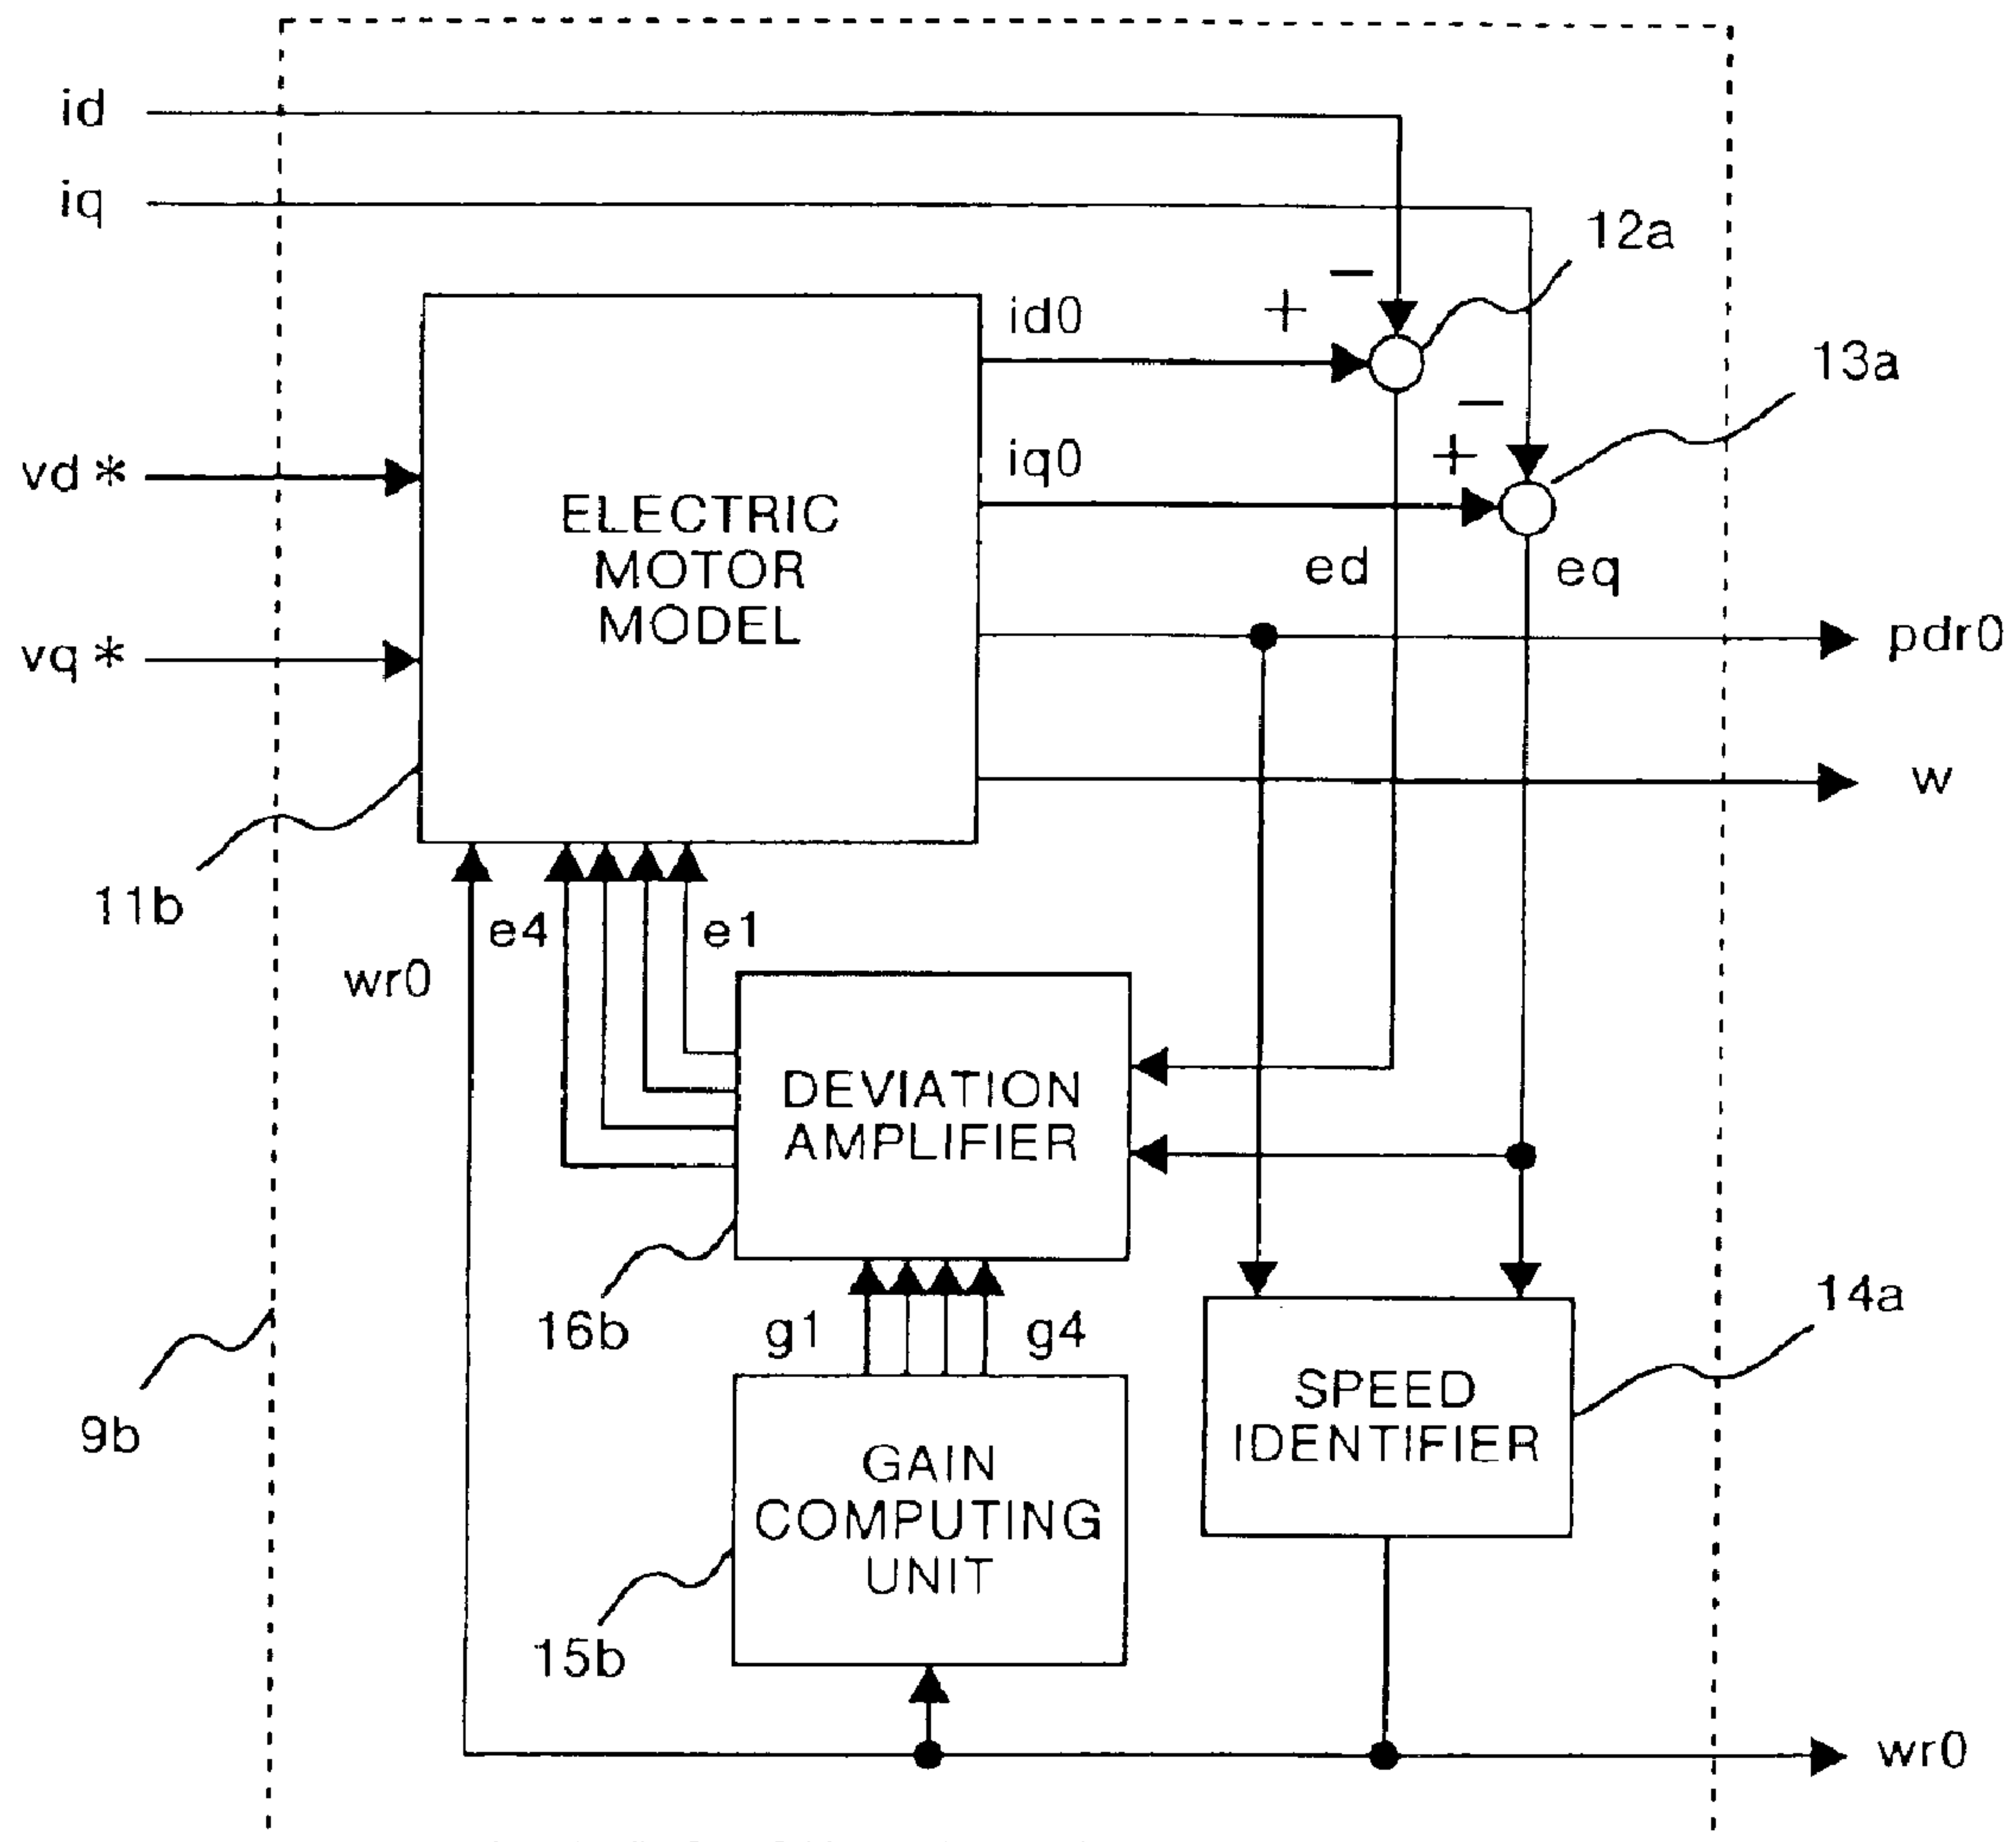 id
iq
12a
−
+
id0
13a
−
+
iq0
vd*
ELECTRIC
MOTOR
MODEL
ed
eq
pdr0
vq*
w
11b
e4
e1
wr0
DEVIATION
AMPLIFIER
14a
16b
g1
g4
SPEED
IDENTIFIER
9b
GAIN
COMPUTING
UNIT
15b
wr0